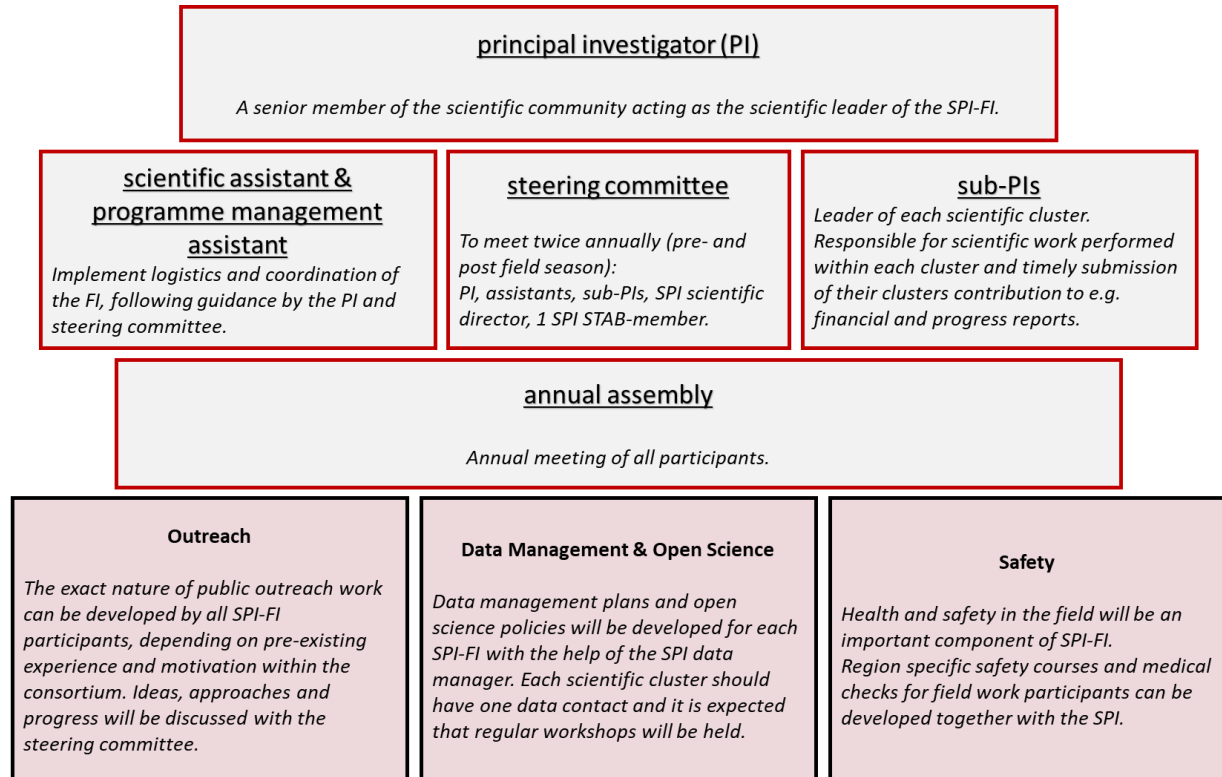 principal investigator (PI)
A senior member of the scientific community acting as the scientific leader of the SPI-FI.
scientific assistant &
programme management
assistant
Implement logistics and coordination of
the FI, following guidance by the PI and
steering committee.
steering committee
To meet twice annually (pre- and
post field season):
PI, assistants, sub-PIs, SPI scientific
director, 1 SPI STAB-member.
sub-PIs
Leader of each scientific cluster.
Responsible for scientific work performed
within each cluster and timely submission
of their clusters contribution to e.g.
financial and progress reports.
annual assembly
Annual meeting of all participants.
Outreach
The exact nature of public outreach work
can be developed by all SPI-FI
participants, depending on pre-existing
experience and motivation within the
consortium. Ideas, approaches and
progress will be discussed with the
steering committee.
Data Management & Open Science
Data management plans and open
science policies will be developed for each
SPI-FI with the help of the SPI data
manager. Each scientific cluster should
have one data contact and it is expected
that regular workshops will be held.
Safety
Health and safety in the field will be an
important component of SPI-FI.
Region specific safety courses and medical
checks for field work participants can be
developed together with the SPI.